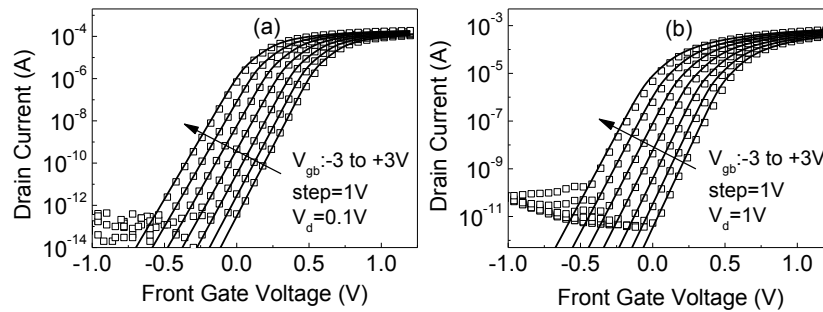 (a)
Drain Current (A)
10⁻⁴
10⁻⁶
10⁻⁸
10⁻¹⁰
10⁻¹²
10⁻¹⁴
V_gb:-3 to +3V
step=1V
V_d=0.1V
-1.0 -0.5 0.0 0.5 1.0
Front Gate Voltage (V)
(b)
Drain Current (A)
10⁻³
10⁻⁵
10⁻⁷
10⁻⁹
10⁻¹¹
V_gb:-3 to +3V
step=1V
V_d=1V
-1.0 -0.5 0.0 0.5 1.0
Front Gate Voltage (V)